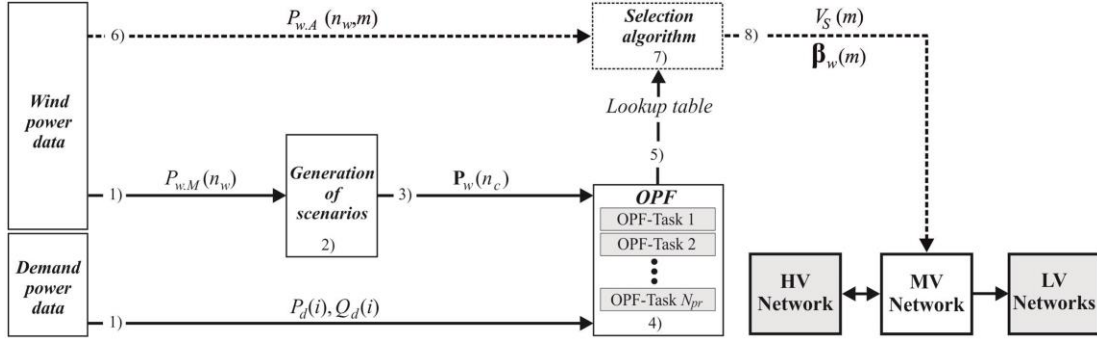 6)
P_{w.A} (n_w,m)
Selection
algorithm
7)
8)
V_S(m)
β_w(m)
Wind
power
data
Lookup table
5)
1)
P_{w.M}(n_w)
Generation
of
scenarios
2)
3)
P_w(n_c)
OPF
OPF-Task 1
OPF-Task 2
OPF-Task N_{pr}
4)
Demand
power
data
1)
P_d(i), Q_d(i)
HV
Network
MV
Network
LV
Networks